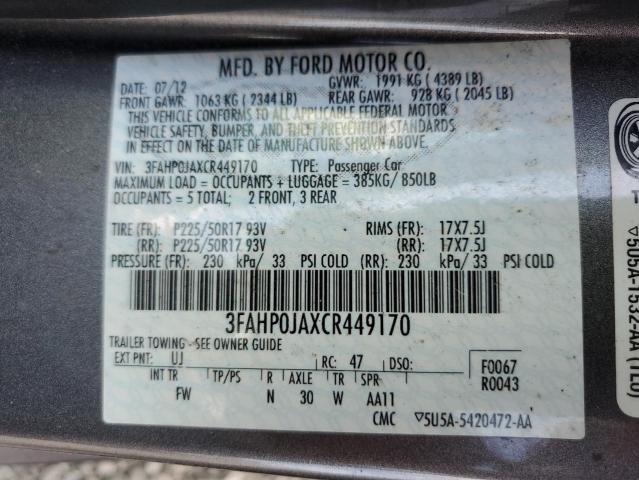 MFD. BY FORD MOTOR CO.
DATE: 07/12 GVWR: 1991 KG ( 4389 LB)
FRONT GAWR: 1063 KG ( 2344 LB) REAR GAWR: 928 KG ( 2045 LB)
THIS VEHICLE CONFORMS TO ALL APPLICABLE FEDERAL MOTOR
VEHICLE SAFETY, BUMPER, AND THEFT PREVENTION STANDARDS
IN EFFECT ON THE DATE OF MANUFACTURE SHOWN ABOVE.
VIN: 3FAHP0JAXCR449170 TYPE: Passenger Car
MAXIMUM LOAD = OCCUPANTS + LUGGAGE = 385KG/ 850LB
OCCUPANTS = 5 TOTAL; 2 FRONT, 3 REAR
TIRE (FR): P225/50R17 93V RIMS (FR): 17X7.5J
(RR): P225/50R17 93V (RR): 17X7.5J
PRESSURE (FR): 230 kPa/ 33 PSI COLD (RR): 230 kPa/ 33 PSI COLD
3FAHP0JAXCR449170
TRAILER TOWING - SEE OWNER GUIDE
EXT PNT: UJ RC: 47 DSO: F0067
INT TR TP/PS R AXLE TR SPR R0043
FW N 30 W AA11
CMC ▽5U5A-5420472-AA
▽5U5A-1532-AA (TL0)